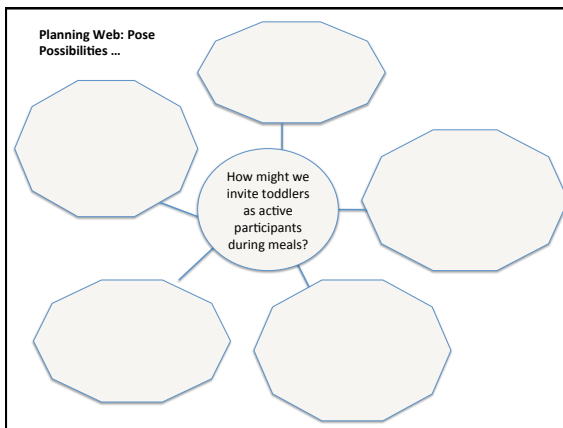 Planning Web: Pose
Possibilities ...
How might we
invite toddlers
as active
participants
during meals?